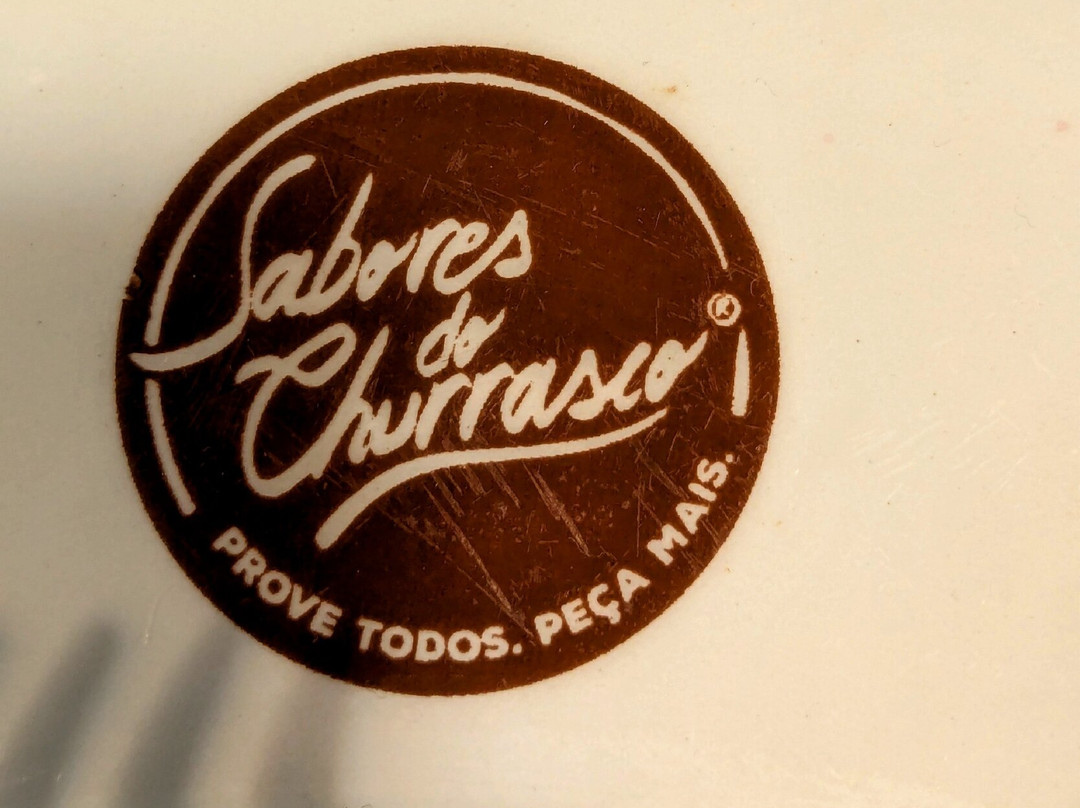 Sabores
do
Churrasco
®
PROVE TODOS. PEÇA MAIS.